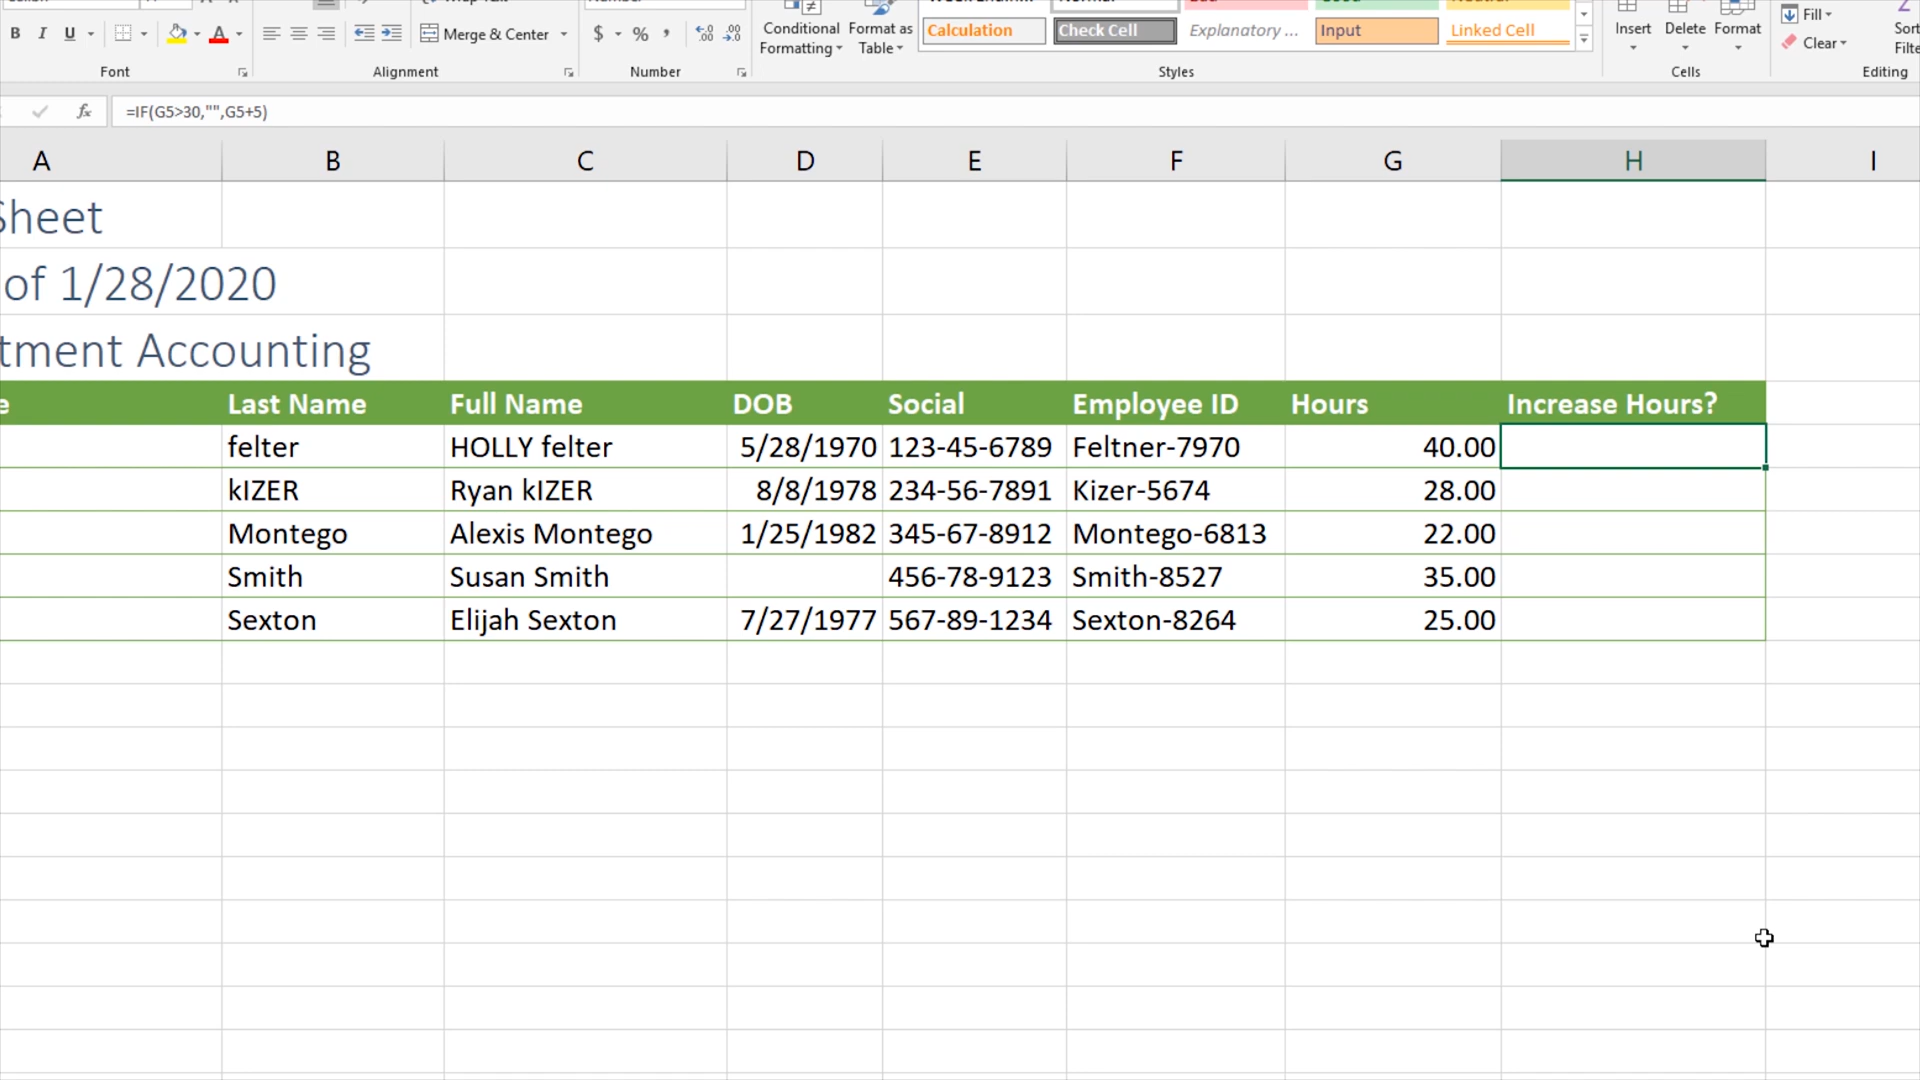 B I U Merge & Center $ % , Conditional Formatting Format as Table Calculation Check Cell Explanatory ... Input Linked Cell Insert Delete Format Fill Clear Sort
Font Alignment Number Styles Cells Editing
fx =IF(G5>30,"",G5+5)
A B C D E F G H I
Sheet
of 1/28/2020
tment Accounting
e Last Name Full Name DOB Social Employee ID Hours Increase Hours?
felter HOLLY felter 5/28/1970 123-45-6789 Feltner-7970 40.00
kIZER Ryan kIZER 8/8/1978 234-56-7891 Kizer-5674 28.00
Montego Alexis Montego 1/25/1982 345-67-8912 Montego-6813 22.00
Smith Susan Smith 456-78-9123 Smith-8527 35.00
Sexton Elijah Sexton 7/27/1977 567-89-1234 Sexton-8264 25.00